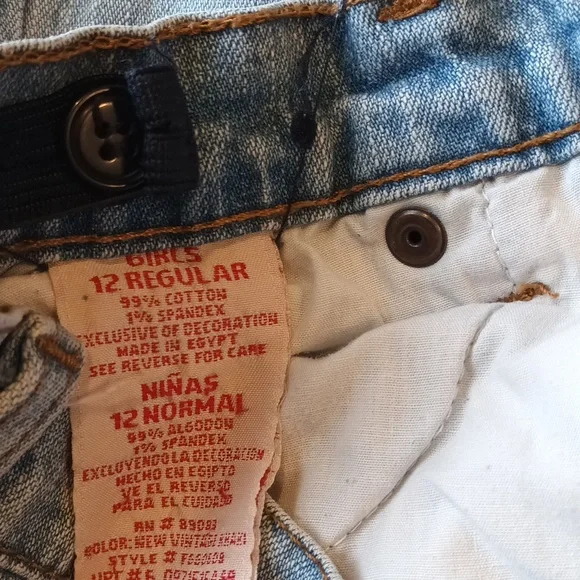 GIRLS
12 REGULAR
99% COTTON
1% SPANDEX
EXCLUSIVE OF DECORATION
MADE IN EGYPT
SEE REVERSE FOR CARE
NIÑAS
12 NORMAL
99% ALGODON
1% SPANDEX
EXCLUYENDO LA DECORACION
HECHO EN EGIPTO
VE EL REVERSO
PARA EL CUIDADO
RN # 89083
COLOR: NEW VINTAGE
STYLE #
UPT # 6